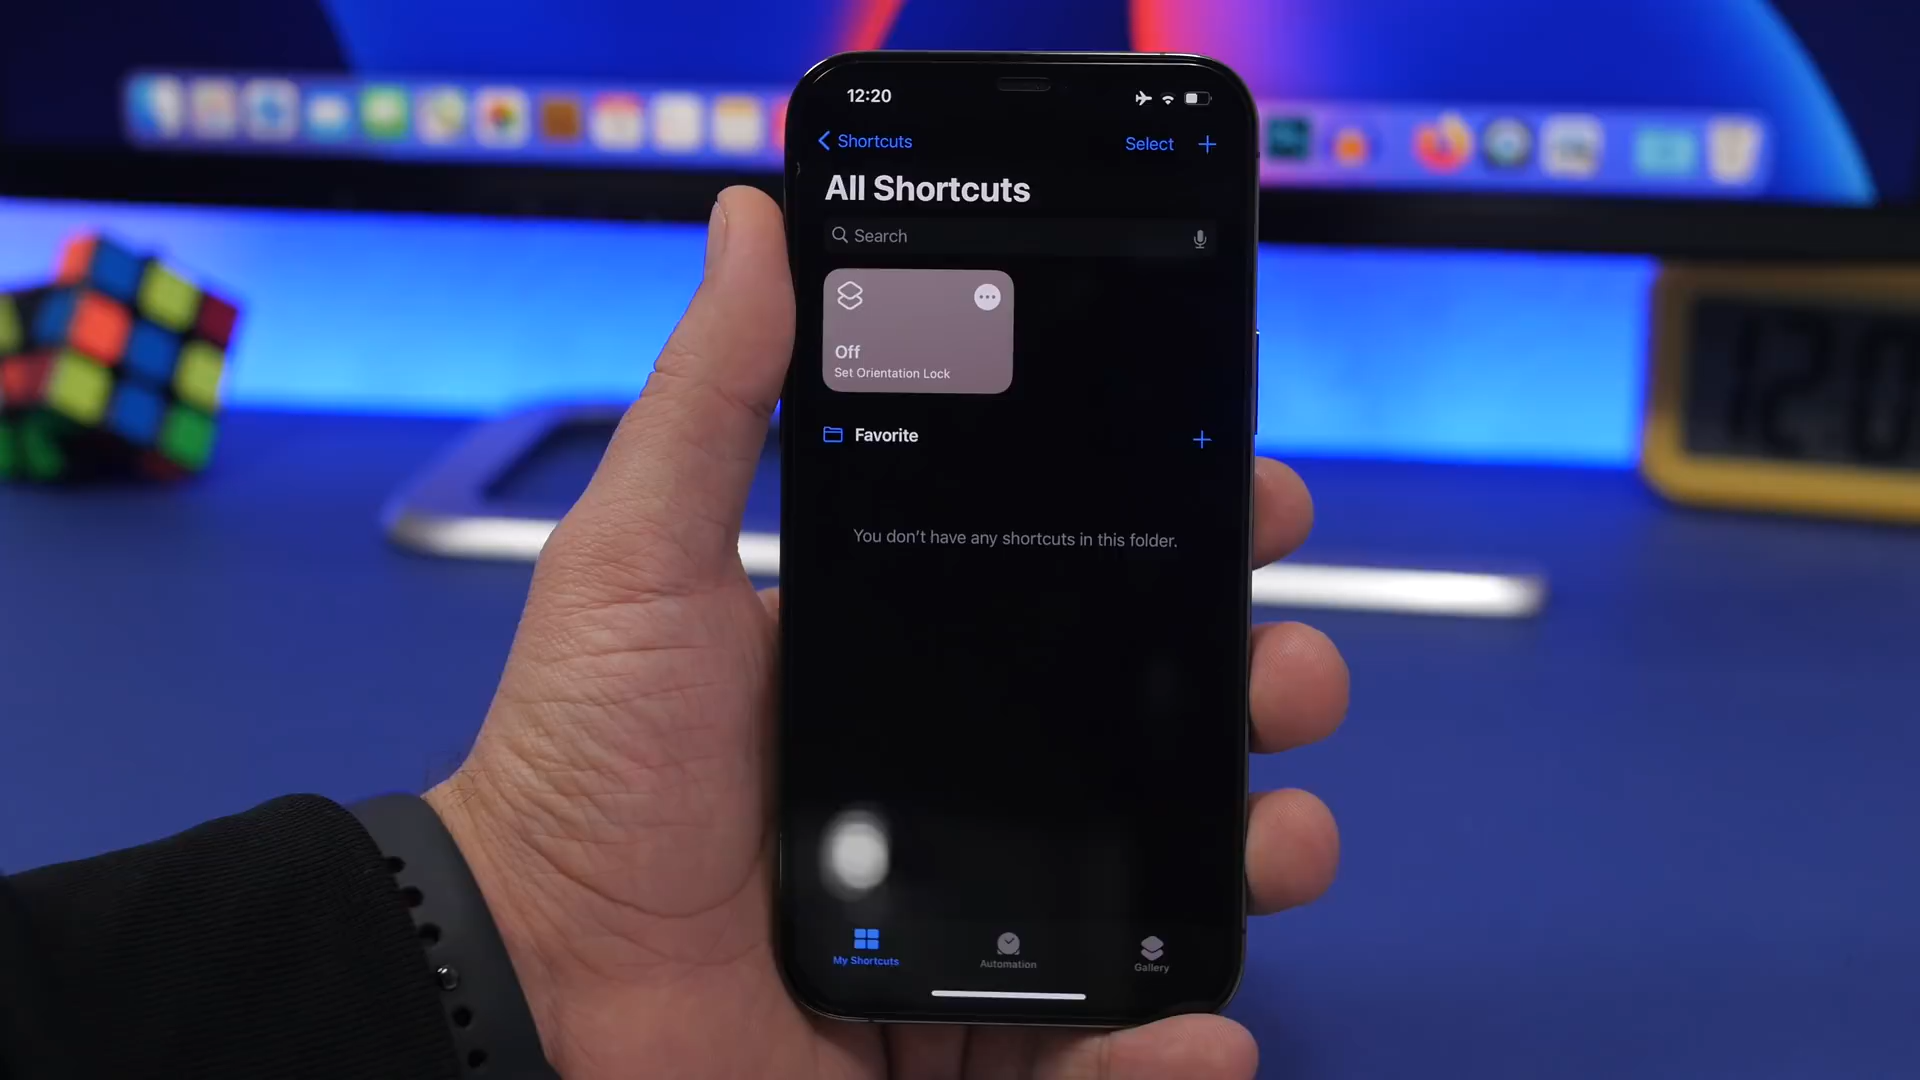 12:20
Shortcuts
Select
All Shortcuts
Search
Off
Set Orientation Lock
Favorite
You don't have any shortcuts in this folder.
My Shortcuts
Automation
Gallery